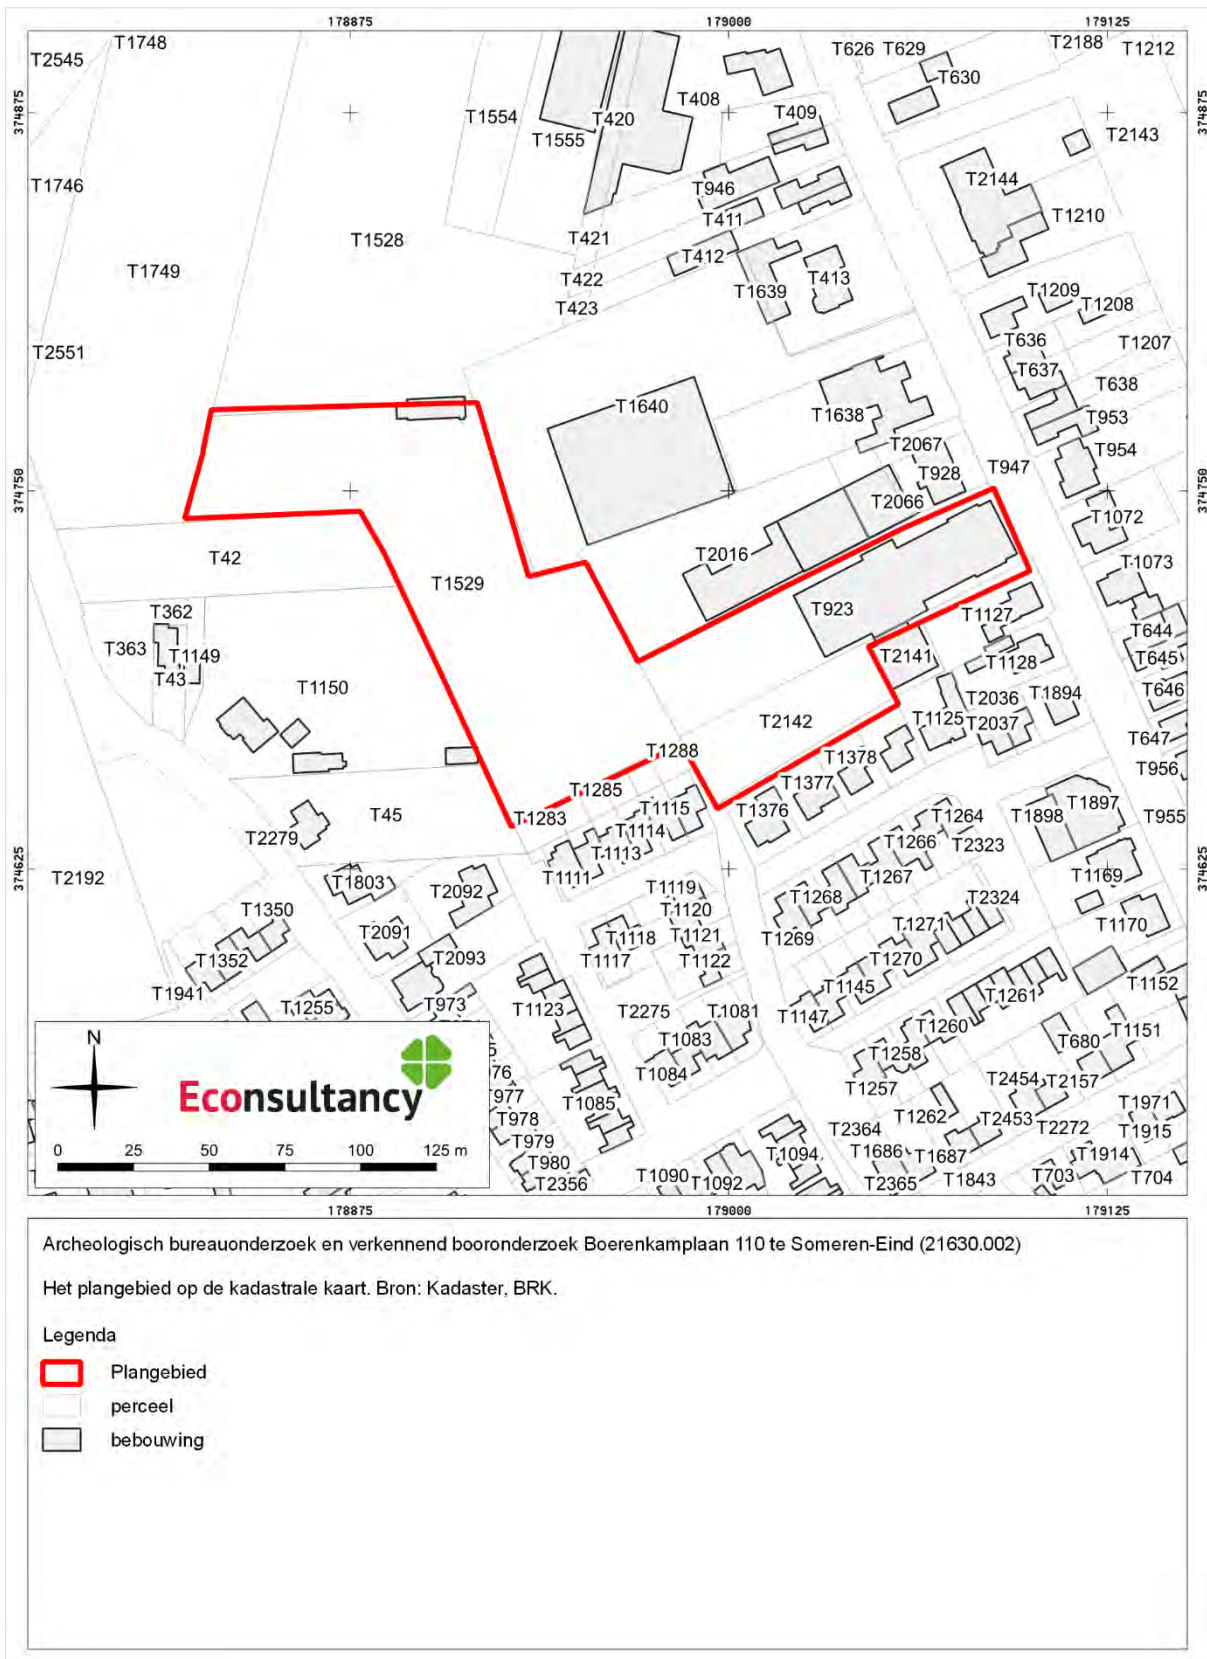 178875 179000 179125
T2545 T1748 T626 T629 T2188 T1212
T630
T1554 T408
374875 T1555 T420 T409 374875
T2143
T1746 T946 T2144
T411 T1210
T1528 T421 T412
T1749 T422 T1639 T413
T423 T1209 T1208
T2551 T636 T1207
T637 T638
T1640 T1638 T953
T2067 T954
T928 T947
374750 T2066 T1072 374750
T42 T2016 T1073
T1529
T362 T923 T1127 T644
T363 T1149 T2141 T1128 T645
T43
T1150 T2036 T1894 T646
T2142 T1125 T2037
T1288 T1378 T647
T1285 T1377 T956
T1283 T1115 T1376 T1897
T45 T1114 T1264 T1898 T955
T2279 T1113 T1266 T2323
374625 T1111 T1267 T1169 374625
T2192 T1803 T2092 T1119 T1268
T1350 T1120 T2324
T2091 T1118 T1121 T1271 T1170
T1352 T2093 T1117 T1122 T1269 T1270
T1941 T1145 T1152
T1255 T973 T1123 T2275 T1081 T1147 T1261
T1083 T1260 T680 T1151
T1084 T1258
T1257 T2454 T2157
T977 T1085 T1262 T1971
T978 T2364 T2453 T2272 T1915
T979 T1094 T1686 T1687 T1914
T980 T1090 T703 T704
T2356 T1092 T2365 T1843
N
Econsultancy
0 25 50 75 100 125 m
178875 179000 179125
Archeologisch bureauonderzoek en verkennend booronderzoek Boerenkamplaan 110 te Someren-Eind (21630.002)
Het plangebied op de kadastrale kaart. Bron: Kadaster, BRK.
Legenda
Plangebied
perceel
bebouwing